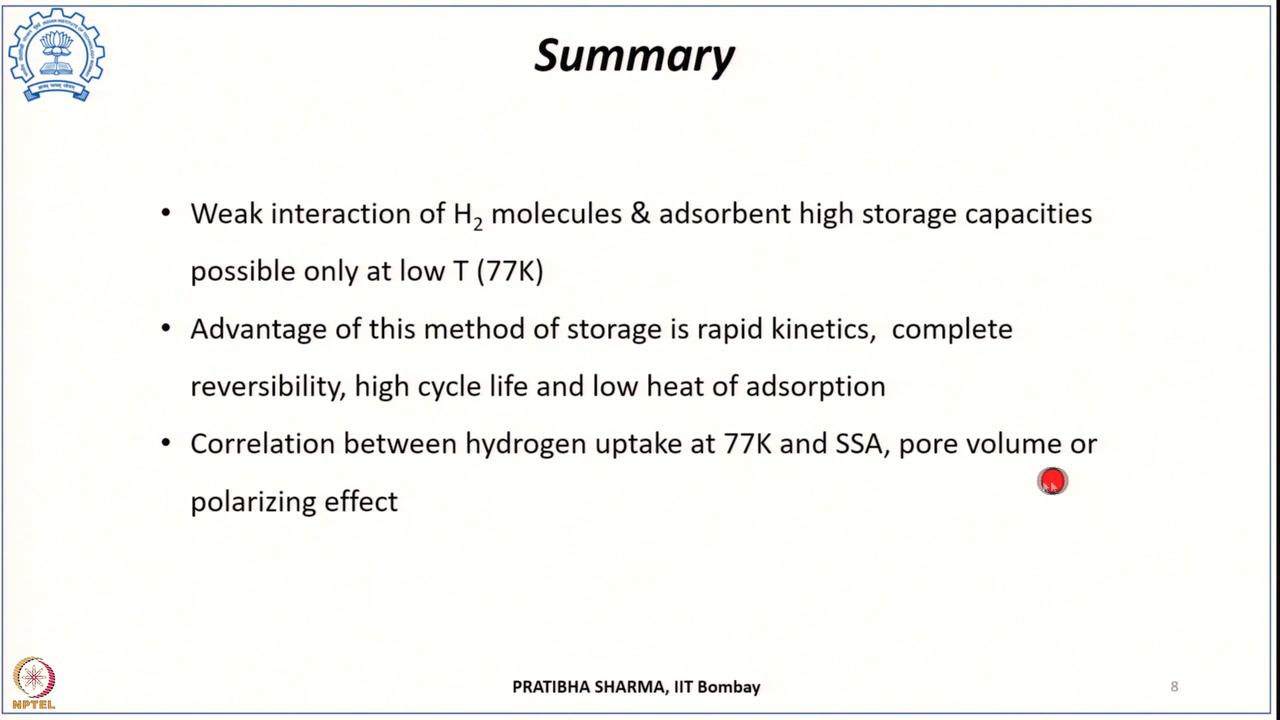 Summary
• Weak interaction of H₂ molecules & adsorbent high storage capacities
possible only at low T (77K)
• Advantage of this method of storage is rapid kinetics, complete
reversibility, high cycle life and low heat of adsorption
• Correlation between hydrogen uptake at 77K and SSA, pore volume or
polarizing effect
NPTEL
PRATIBHA SHARMA, IIT Bombay
8